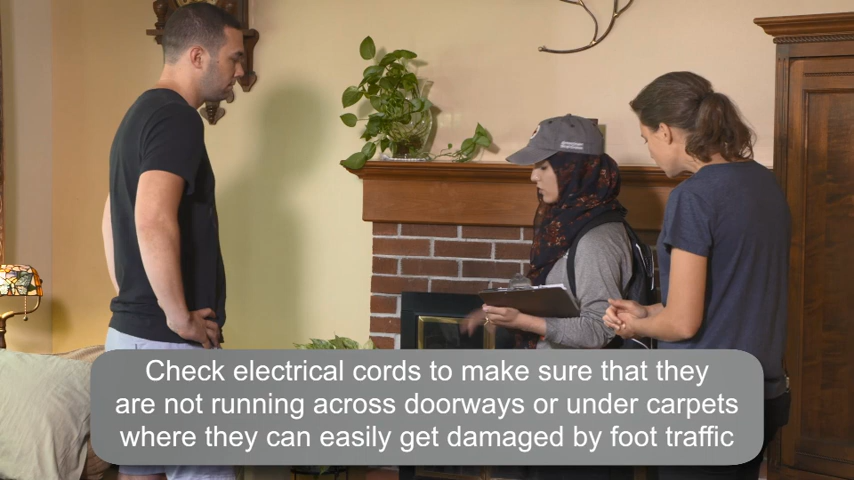 Check electrical cords to make sure that they
are not running across doorways or under carpets
where they can easily get damaged by foot traffic